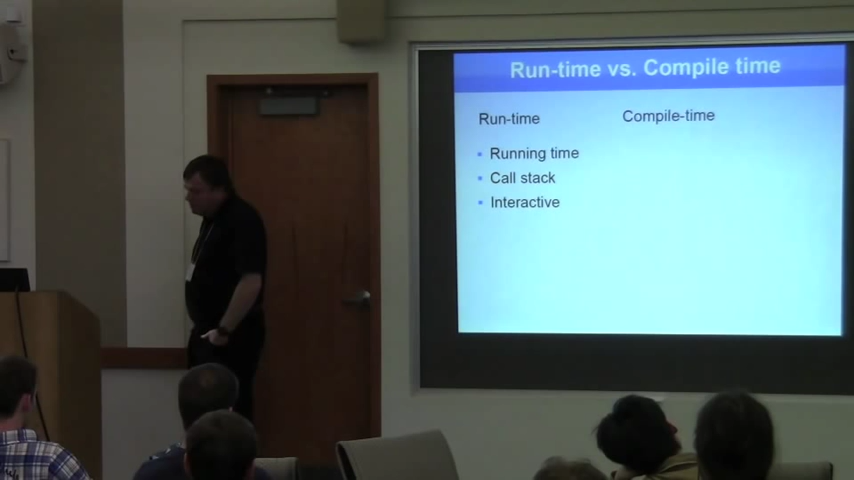 Run-time vs. Compile time
Run-time
Compile-time
Running time
Call stack
Interactive